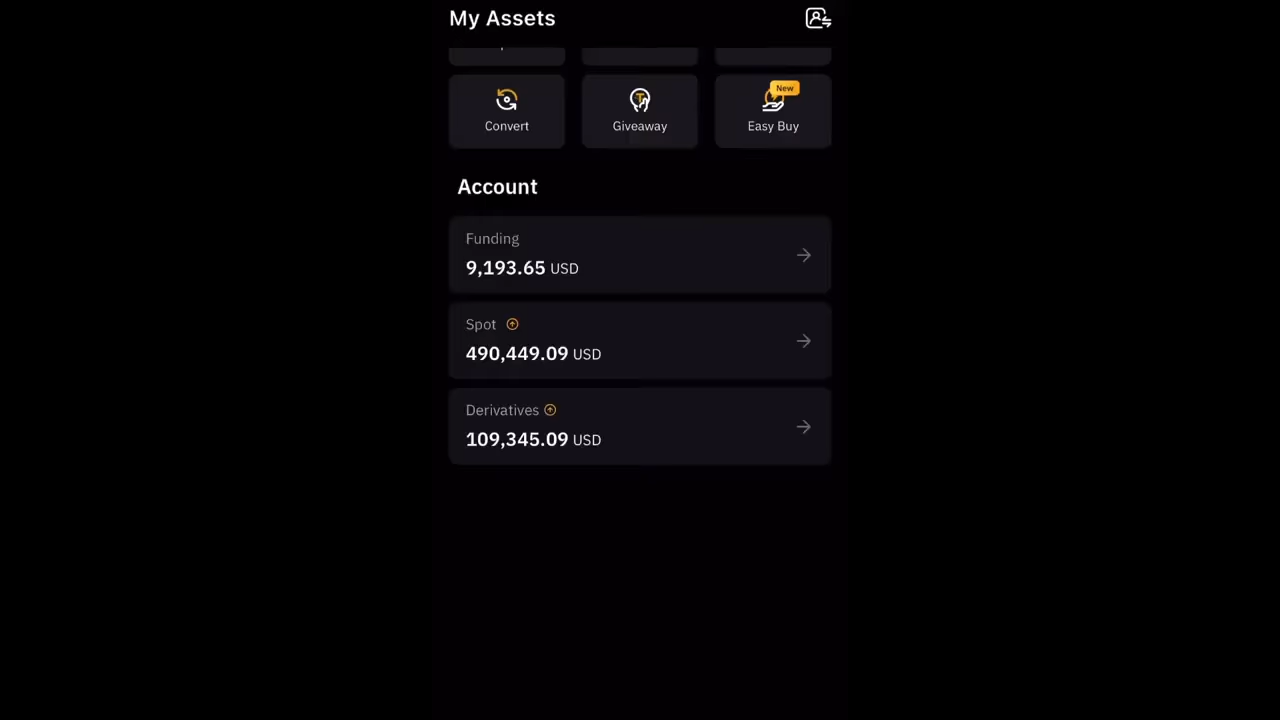 My Assets
Convert
Giveaway
New
Easy Buy
Account
Funding
9,193.65 USD
Spot
490,449.09 USD
Derivatives
109,345.09 USD